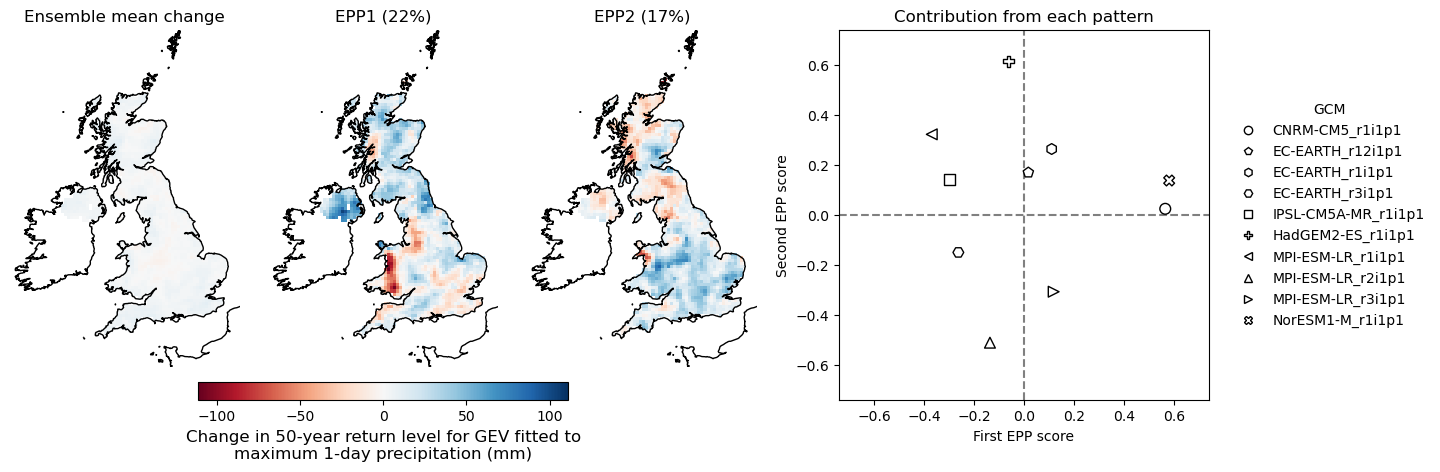 Ensemble mean change
EPP1 (22%)
EPP2 (17%)
−100 −50 0 50 100
Change in 50-year return level for GEV fitted to
maximum 1-day precipitation (mm)
Contribution from each pattern
Second EPP score
0.6
0.4
0.2
0.0
−0.2
−0.4
−0.6
−0.6 −0.4 −0.2 0.0 0.2 0.4 0.6
First EPP score
GCM
CNRM-CM5_r1i1p1
EC-EARTH_r12i1p1
EC-EARTH_r1i1p1
EC-EARTH_r3i1p1
IPSL-CM5A-MR_r1i1p1
HadGEM2-ES_r1i1p1
MPI-ESM-LR_r1i1p1
MPI-ESM-LR_r2i1p1
MPI-ESM-LR_r3i1p1
NorESM1-M_r1i1p1